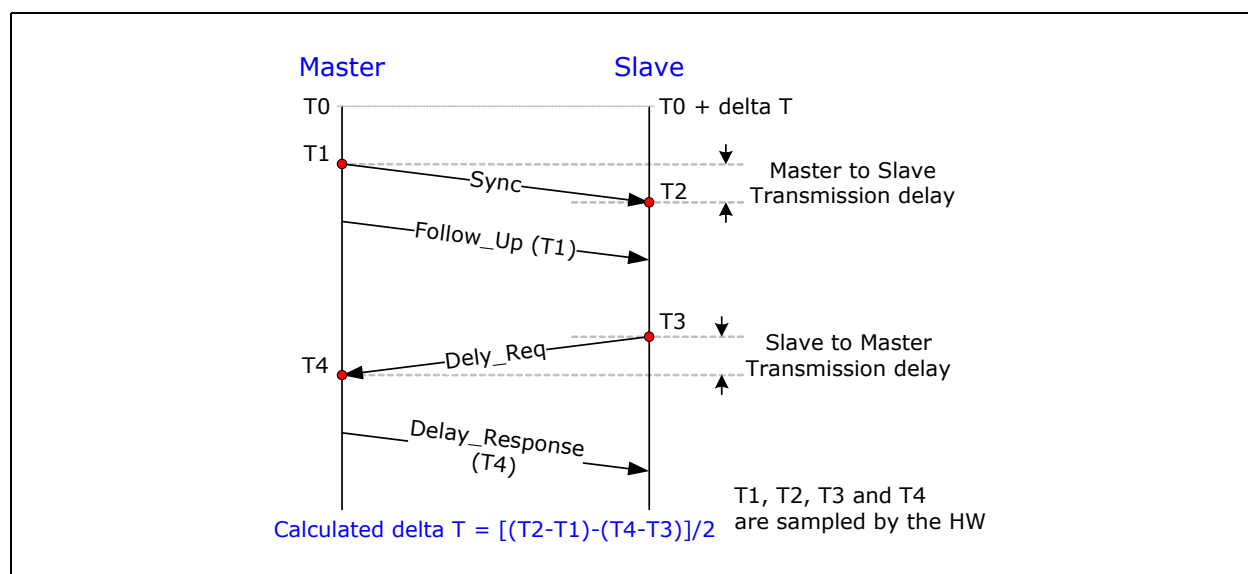 Master
Slave
T0
T0 + delta T
T1
Sync
T2
Master to Slave
Transmission delay
Follow_Up (T1)
T3
Dely_Req
T4
Slave to Master
Transmission delay
Delay_Response
(T4)
T1, T2, T3 and T4
are sampled by the HW
Calculated delta T = [(T2-T1)-(T4-T3)]/2